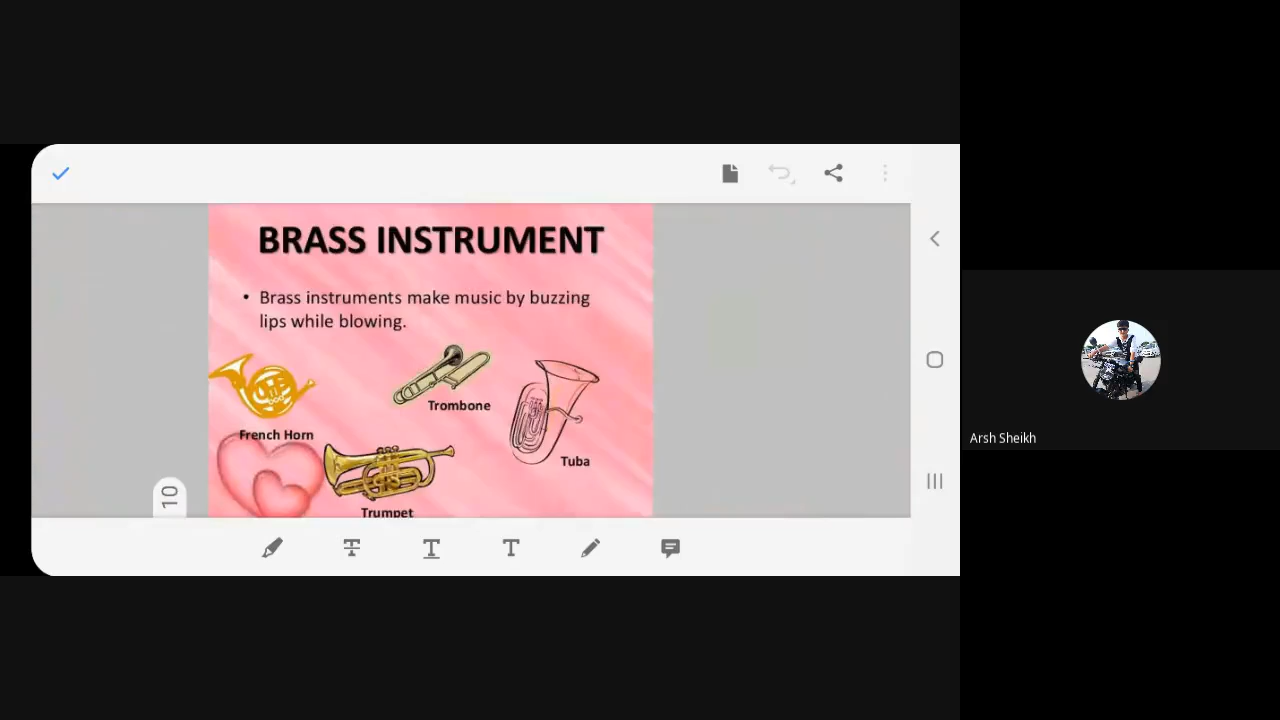 BRASS INSTRUMENT
• Brass instruments make music by buzzing
lips while blowing.
Trombone
French Horn
Tuba
Trumpet
10
Arsh Sheikh